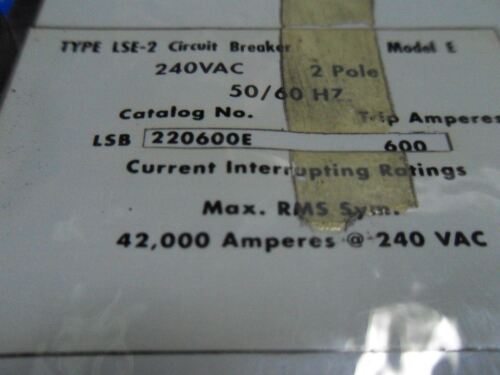 TYPE LSE-2 Circuit Breaker Model E
240VAC 2 Pole
50/60 HZ
Catalog No. Trip Amperes
LSB 220600E 600
Current Interrupting Ratings
Max. RMS Sym.
42,000 Amperes @ 240 VAC